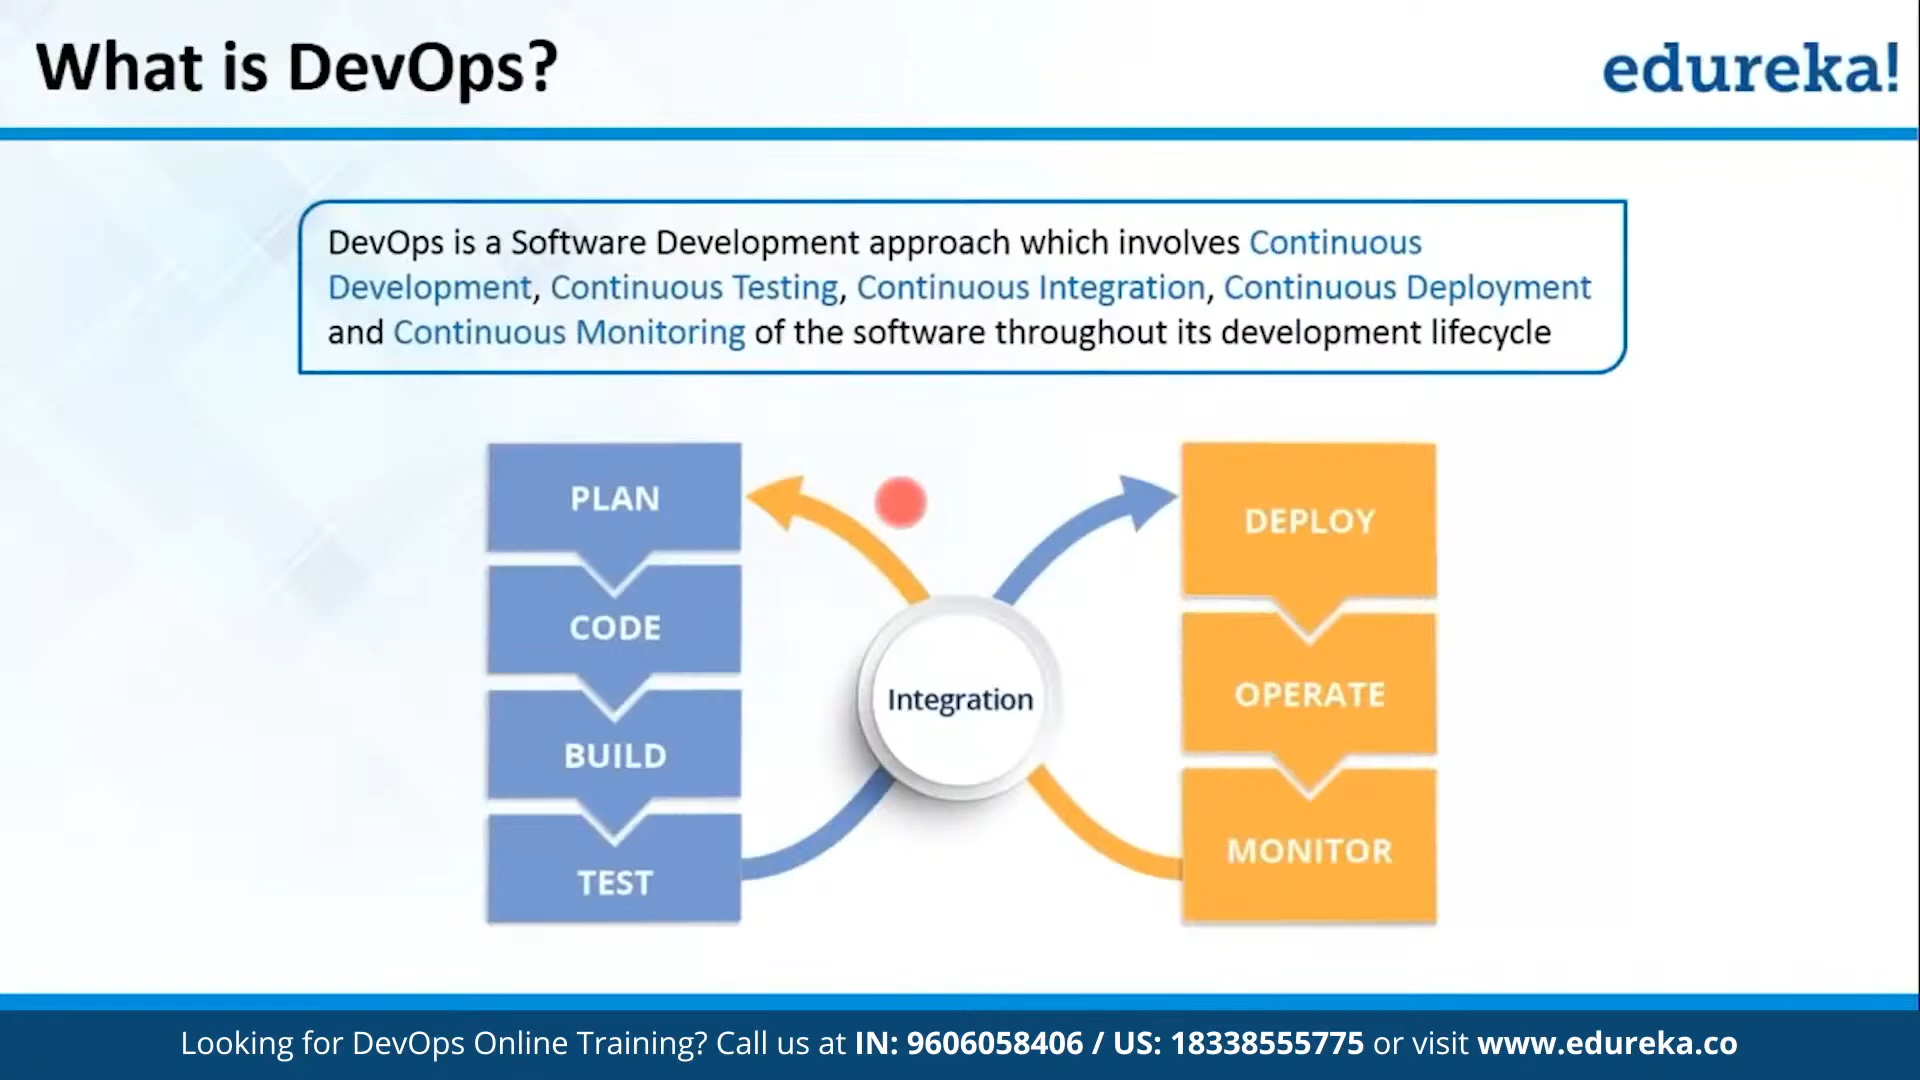 What is DevOps?
edureka!
DevOps is a Software Development approach which involves Continuous
Development, Continuous Testing, Continuous Integration, Continuous Deployment
and Continuous Monitoring of the software throughout its development lifecycle
PLAN
CODE
BUILD
TEST
Integration
DEPLOY
OPERATE
MONITOR
Looking for DevOps Online Training? Call us at IN: 9606058406 / US: 18338555775 or visit www.edureka.co